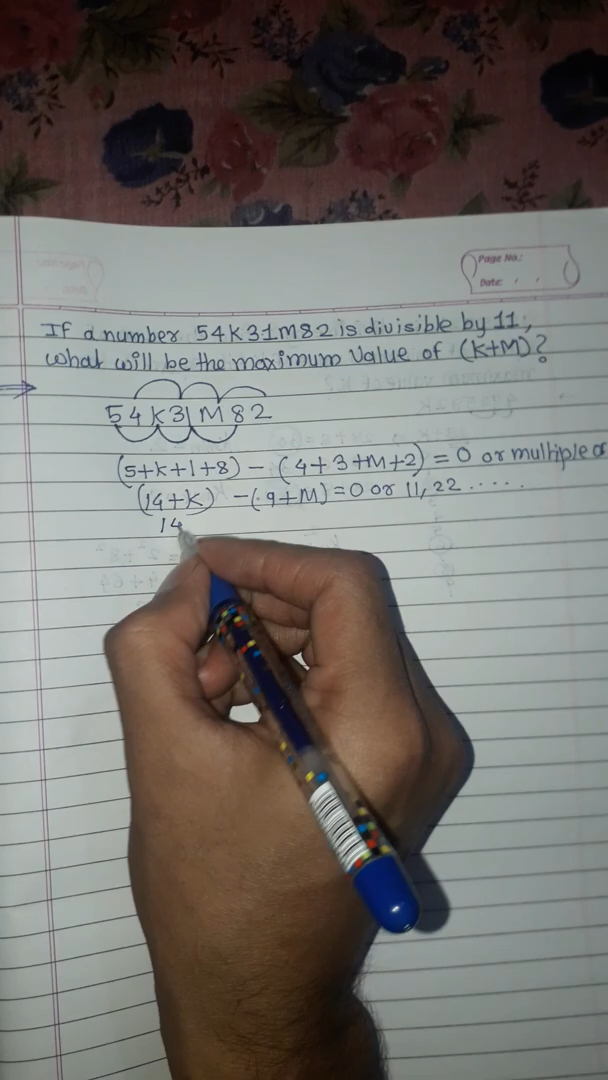 Page No.:
Date:
If a number 54K31M82 is divisible by 11,
what will be the maximum value of (K+M)?
54K31M82
(5+K+1+8) - (4+3+M+2) = 0 or multiple of
(14+K) - (9+M) = 0 or 11, 22 .....
14